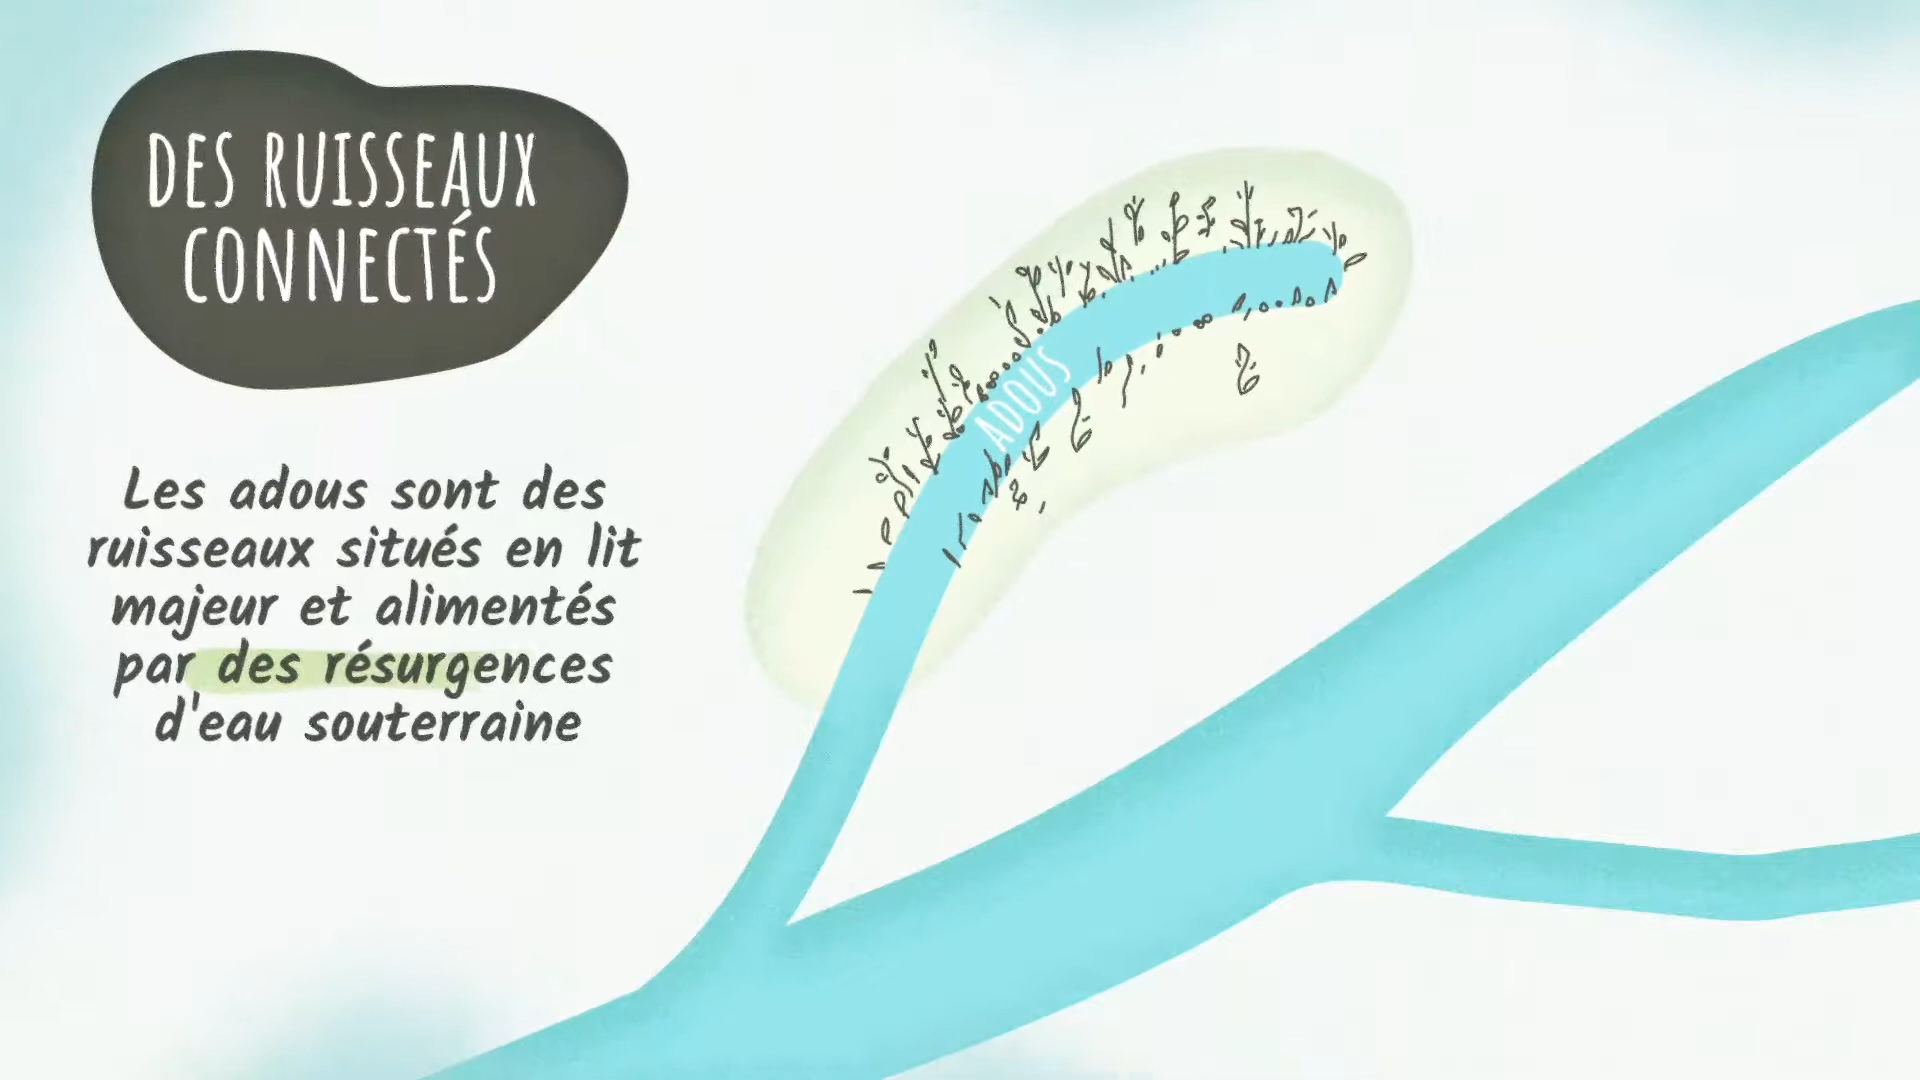 DES RUISSEAUX
CONNECTÉS
Les adous sont des
ruisseaux situés en lit
majeur et alimentés
par des résurgences
d'eau souterraine
ADOUS